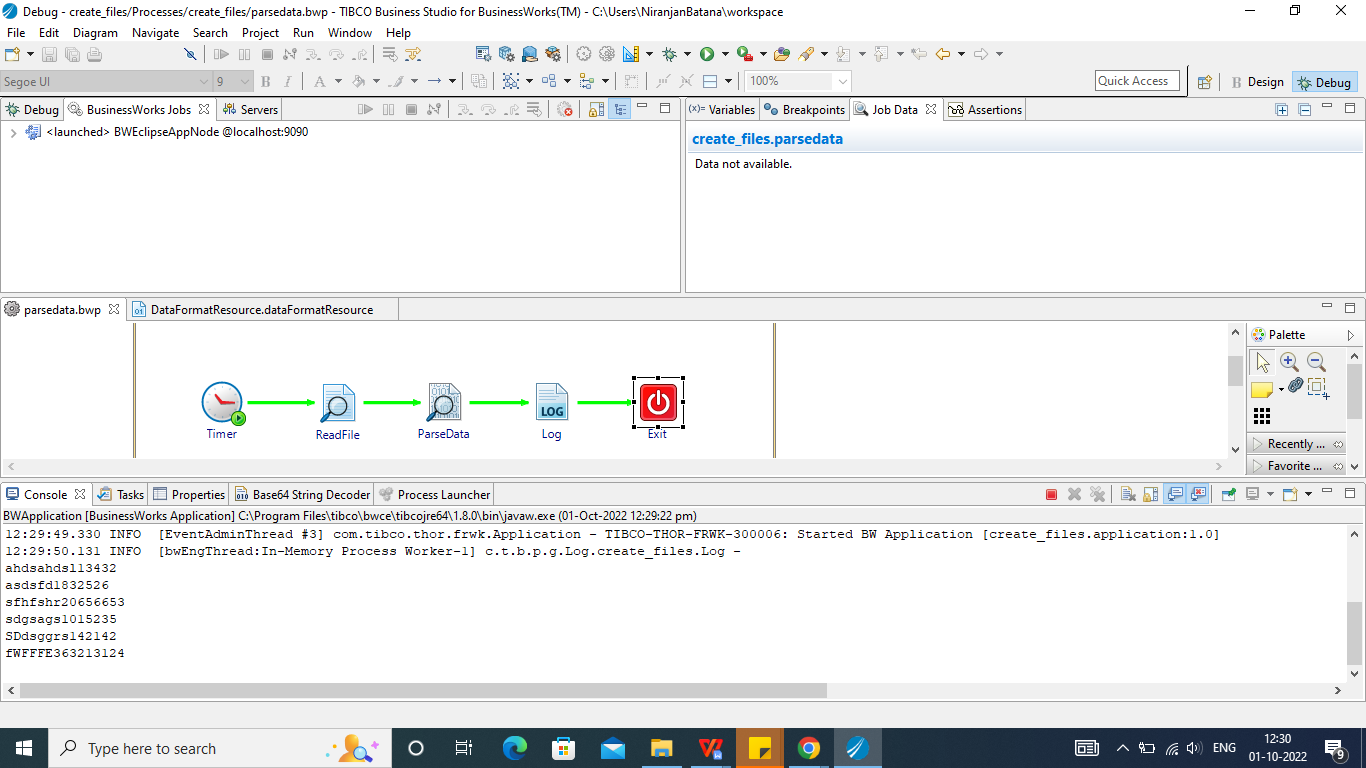 Debug - create_files/Processes/create_files/parsedata.bwp - TIBCO Business Studio for BusinessWorks(TM) - C:\Users\NiranjanBatana\workspace
File Edit Diagram Navigate Search Project Run Window Help
Quick Access Design Debug
Segoe UI 9 B I A 100%
Debug BusinessWorks Jobs Servers
<launched> BWEclipseAppNode @localhost:9090
(x)= Variables Breakpoints Job Data Assertions
create_files.parsedata
Data not available.
parsedata.bwp DataFormatResource.dataFormatResource
Timer ReadFile ParseData LOG Log Exit
Palette
Recently ...
Favorite ...
Console Tasks Properties Base64 String Decoder Process Launcher
BWApplication [BusinessWorks Application] C:\Program Files\tibco\bwce\tibcojre64\1.8.0\bin\javaw.exe (01-Oct-2022 12:29:22 pm)
12:29:49.330 INFO [EventAdminThread #3] com.tibco.thor.frwk.Application - TIBCO-THOR-FRWK-300006: Started BW Application [create_files.application:1.0]
12:29:50.131 INFO [bwEngThread:In-Memory Process Worker-1] c.t.b.p.g.Log.create_files.Log -
ahdsahds113432
asdsfd1832526
sfhfshr20656653
sdgsags1015235
SDdsggrs142142
fWFFFE363213124
Type here to search
ENG
12:30
01-10-2022
9